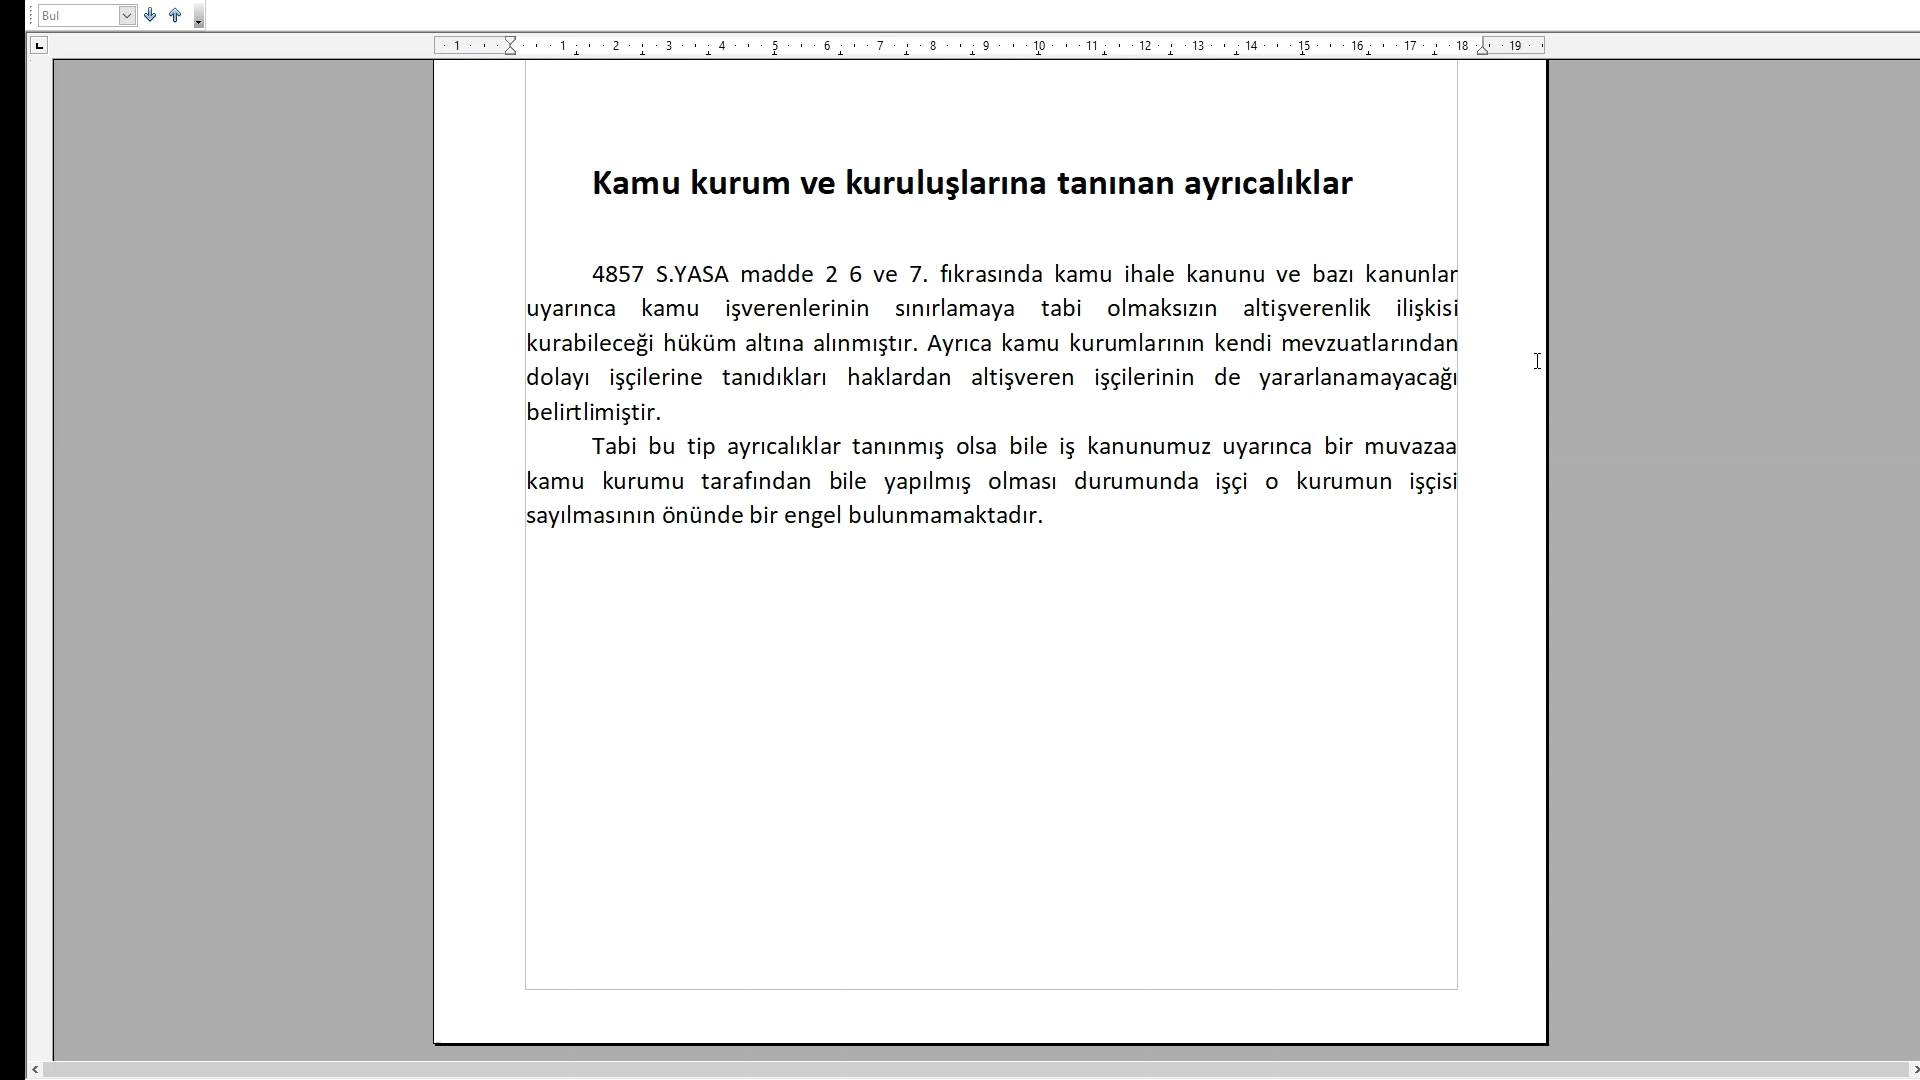 Bul
1 1 2 3 4 5 6 7 8 9 10 11 12 13 14 15 16 17 18 19
Kamu kurum ve kuruluşlarına tanınan ayrıcalıklar
4857 S.YASA madde 2 6 ve 7. fıkrasında kamu ihale kanunu ve bazı kanunlar
uyarınca kamu işverenlerinin sınırlamaya tabi olmaksızın altişverenlik ilişkisi
kurabileceği hüküm altına alınmıştır. Ayrıca kamu kurumlarının kendi mevzuatlarından
dolayı işçilerine tanıdıkları haklardan altişveren işçilerinin de yararlanamayacağı
belirtlimiştir.
Tabi bu tip ayrıcalıklar tanınmış olsa bile iş kanunumuz uyarınca bir muvazaa
kamu kurumu tarafından bile yapılmış olması durumunda işçi o kurumun işçisi
sayılmasının önünde bir engel bulunmamaktadır.